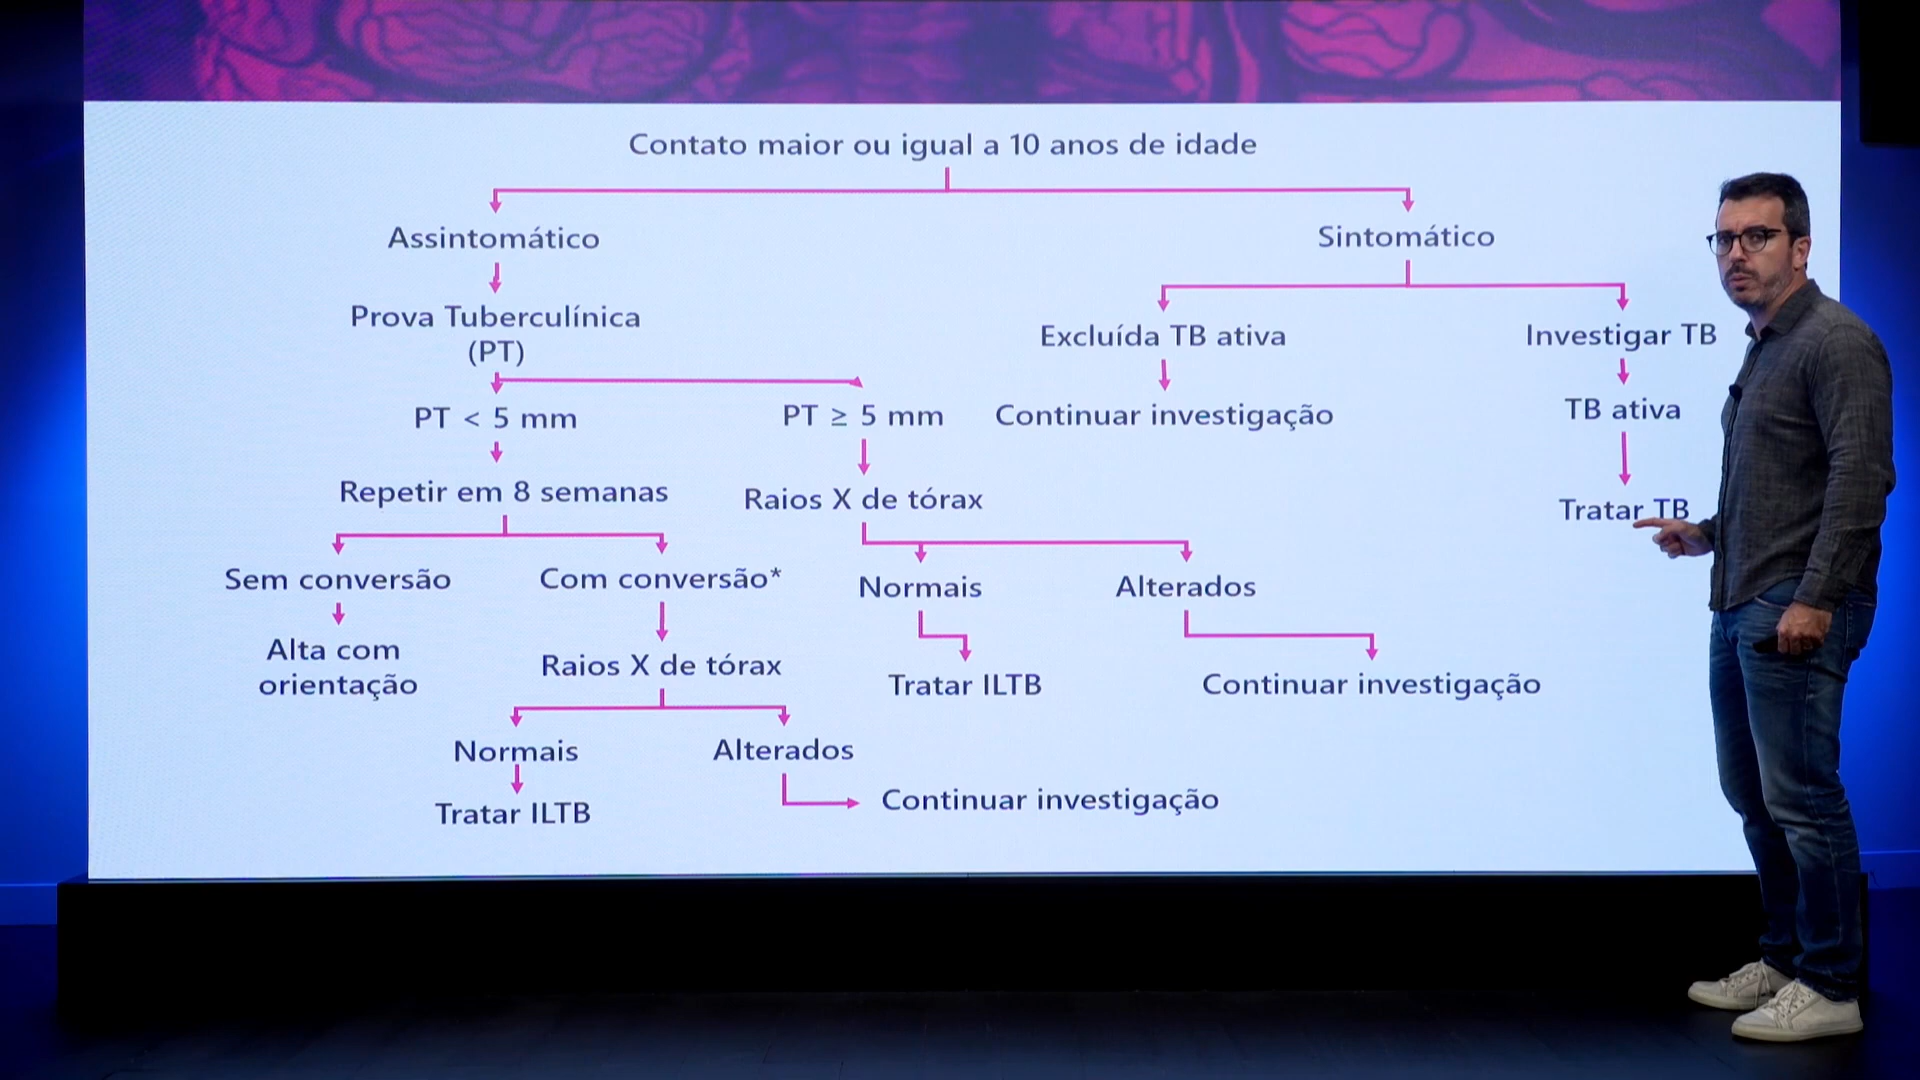 Contato maior ou igual a 10 anos de idade
Assintomático
Sintomático
Prova Tuberculínica
(PT)
Excluída TB ativa
Investigar TB
PT < 5 mm
PT ≥ 5 mm
Continuar investigação
TB ativa
Repetir em 8 semanas
Raios X de tórax
Tratar TB
Sem conversão
Com conversão*
Normais
Alterados
Alta com
orientação
Raios X de tórax
Tratar ILTB
Continuar investigação
Normais
Alterados
Tratar ILTB
Continuar investigação